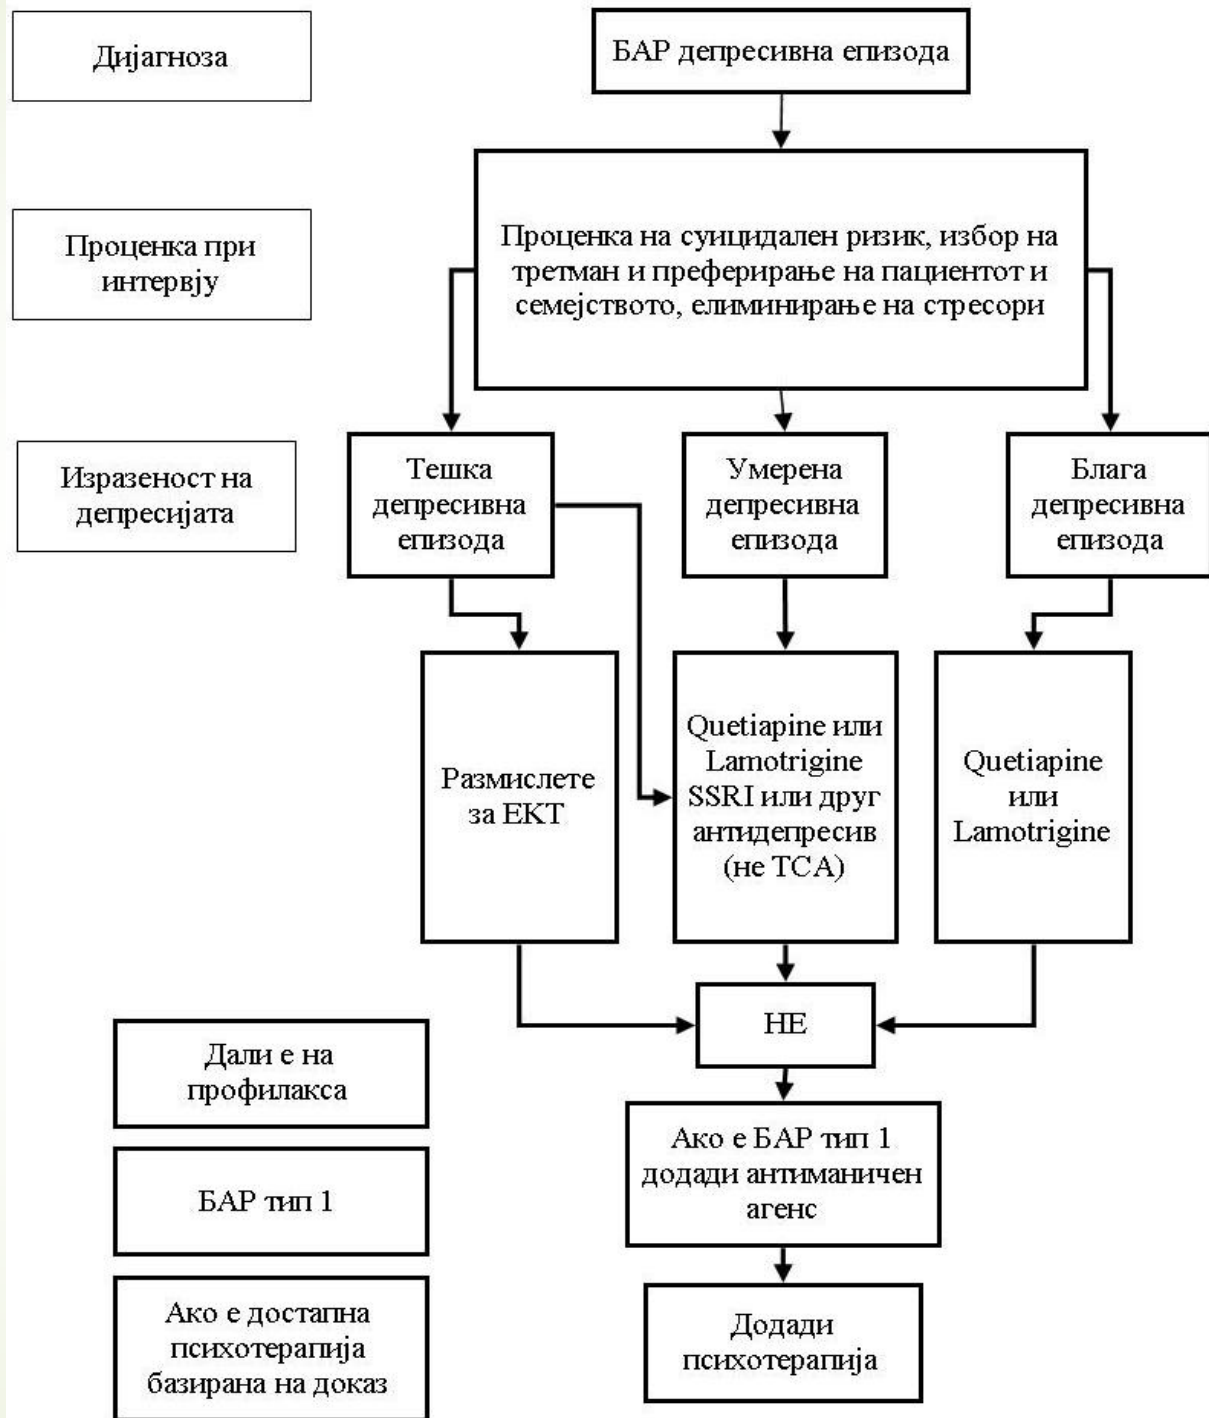 Дијагноза
БАР депресивна епизода
Проценка при
интервју
Проценка на суицидален ризик, избор на
третман и преферирање на пациентот и
семејството, елиминирање на стресори
Изразеност на
депресијата
Тешка
депресивна
епизода
Умерена
депресивна
епизода
Блага
депресивна
епизода
Размислете
за ЕКТ
Quetiapine или
Lamotrigine
SSRI или друг
антидепресив
(не TCA)
Quetiapine
или
Lamotrigine
НЕ
Дали е на
профилакса
Ако е БАР тип 1
додади антиманичен
агенс
БАР тип 1
Ако е достапна
психотерапија
базирана на доказ
Додади
психотерапија